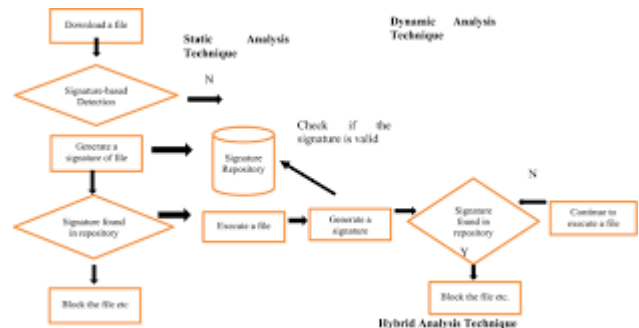 Download a file
Static Analysis
Technique
Dynamic Analysis
Technique
Signature-based
Detection
N
Generate a
signature of file
Signature
Repository
Check if the
signature is valid
Signature found
in repository
Execute a file
Generate a
signature
Signature
found in
repository
Y
N
Continue to
execute a file
Block the file etc
Block the file etc.
Hybrid Analysis Technique